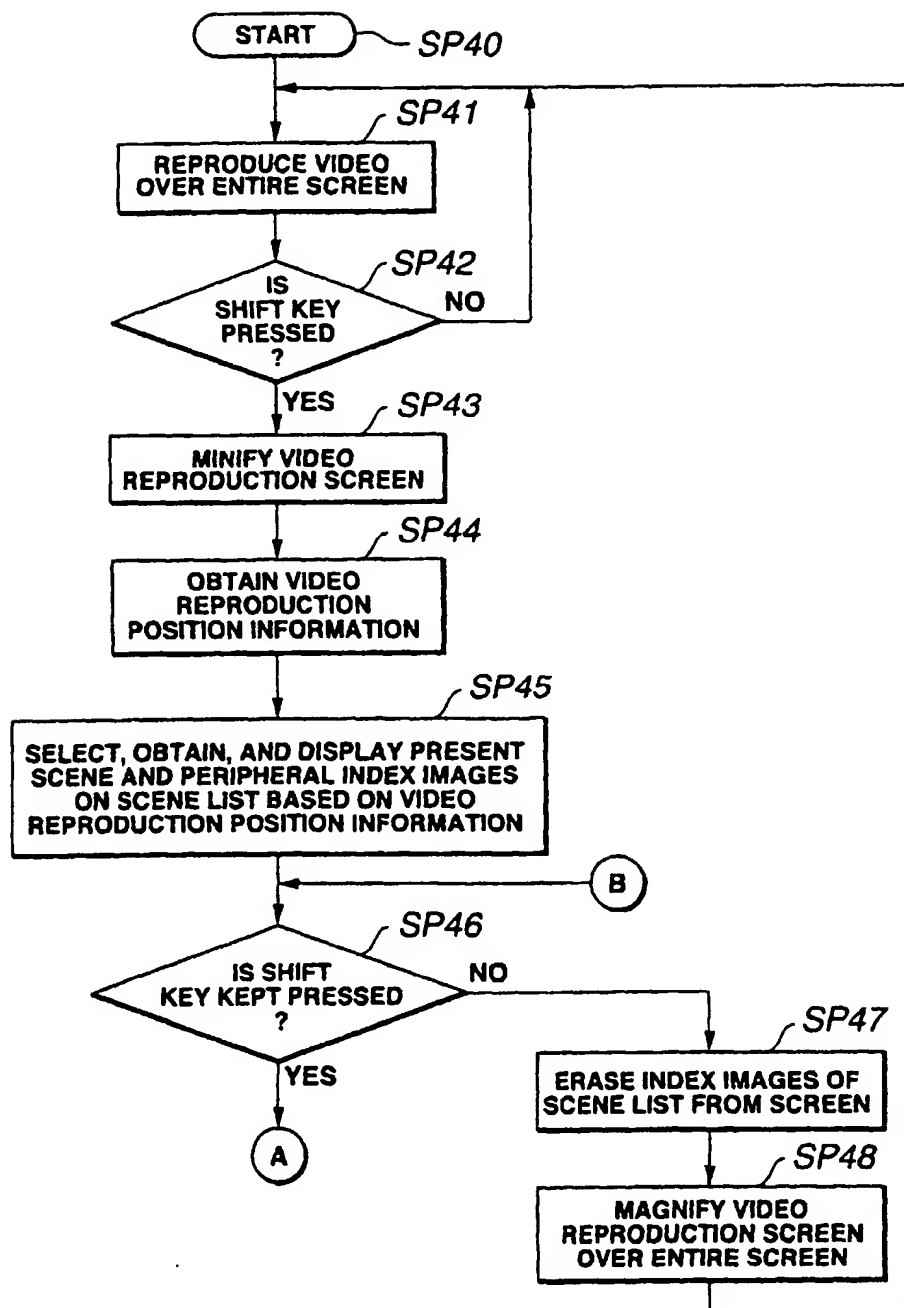 START
SP40
SP41
REPRODUCE VIDEO
OVER ENTIRE SCREEN
SP42
IS
SHIFT KEY
PRESSED
?
NO
YES
SP43
MINIFY VIDEO
REPRODUCTION SCREEN
SP44
OBTAIN VIDEO
REPRODUCTION
POSITION INFORMATION
SP45
SELECT, OBTAIN, AND DISPLAY PRESENT
SCENE AND PERIPHERAL INDEX IMAGES
ON SCENE LIST BASED ON VIDEO
REPRODUCTION POSITION INFORMATION
B
SP46
IS SHIFT
KEY KEPT PRESSED
?
NO
YES
A
SP47
ERASE INDEX IMAGES OF
SCENE LIST FROM SCREEN
SP48
MAGNIFY VIDEO
REPRODUCTION SCREEN
OVER ENTIRE SCREEN